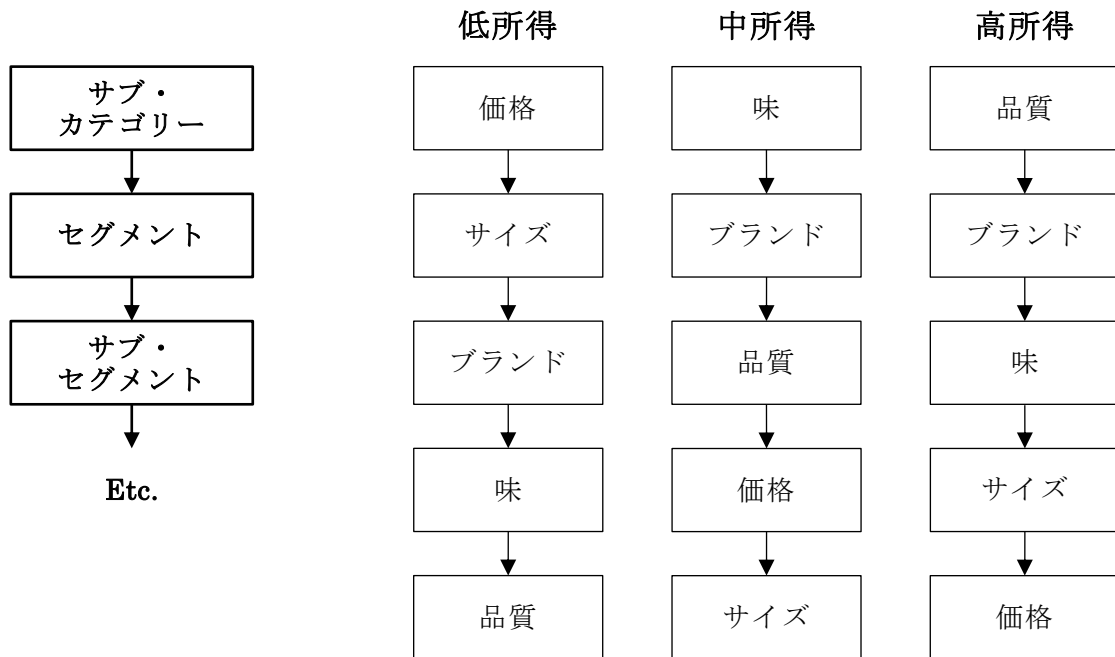 低所得
中所得
高所得
サブ・
カテゴリー
価格
味
品質
セグメント
サイズ
ブランド
ブランド
サブ・
セグメント
ブランド
品質
味
Etc.
味
価格
サイズ
品質
サイズ
価格